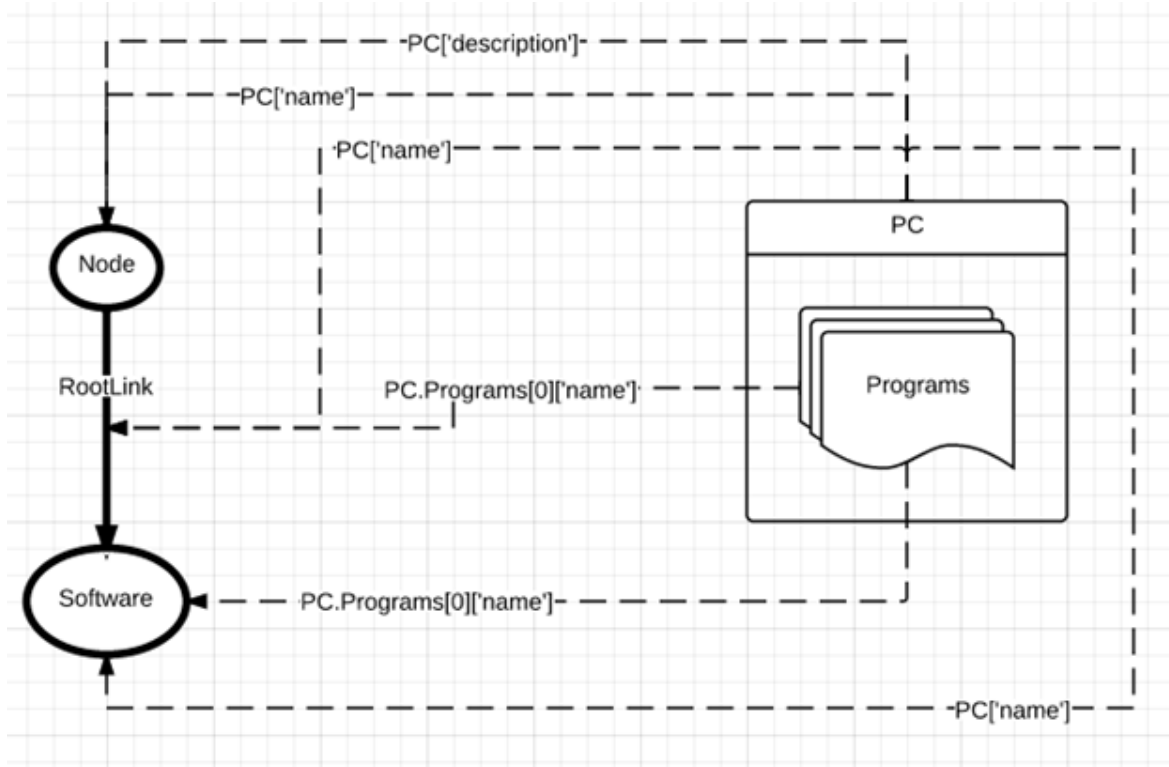 PC['description']
PC['name']
PC['name']
PC
Node
RootLink
PC.Programs[0]['name']
Programs
Software
PC.Programs[0]['name']
PC['name']